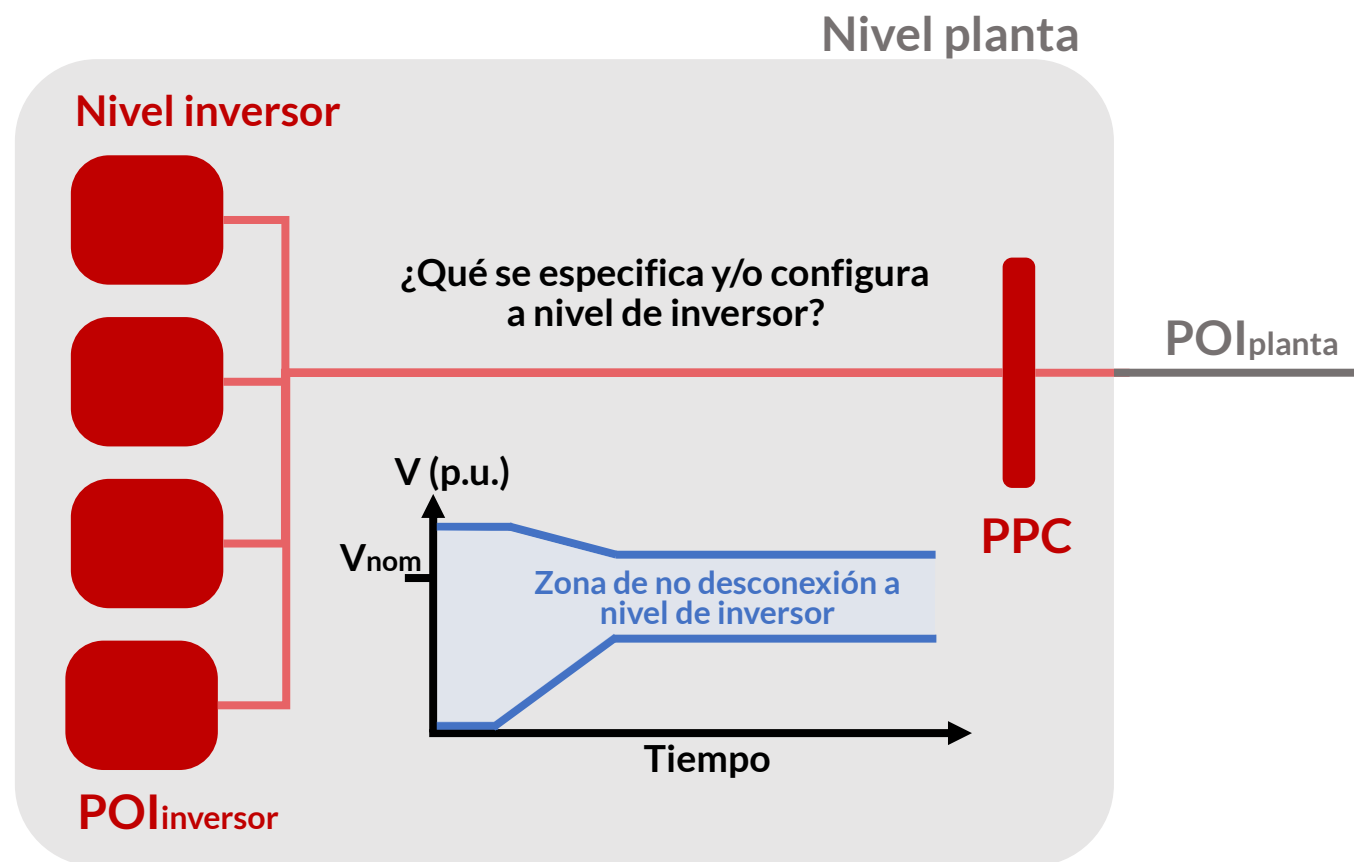 Nivel planta
Nivel inversor
¿Qué se especifica y/o configura
a nivel de inversor?
POIplanta
V (p.u.)
Vnom
PPC
Zona de no desconexión a
nivel de inversor
Tiempo
POIinversor